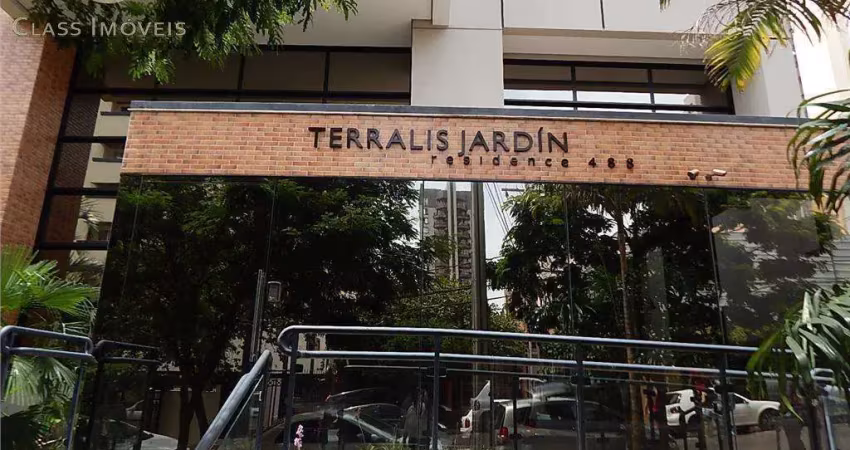 CLASS IMÓVEIS
TERRALIS JARDÍN
residence 488